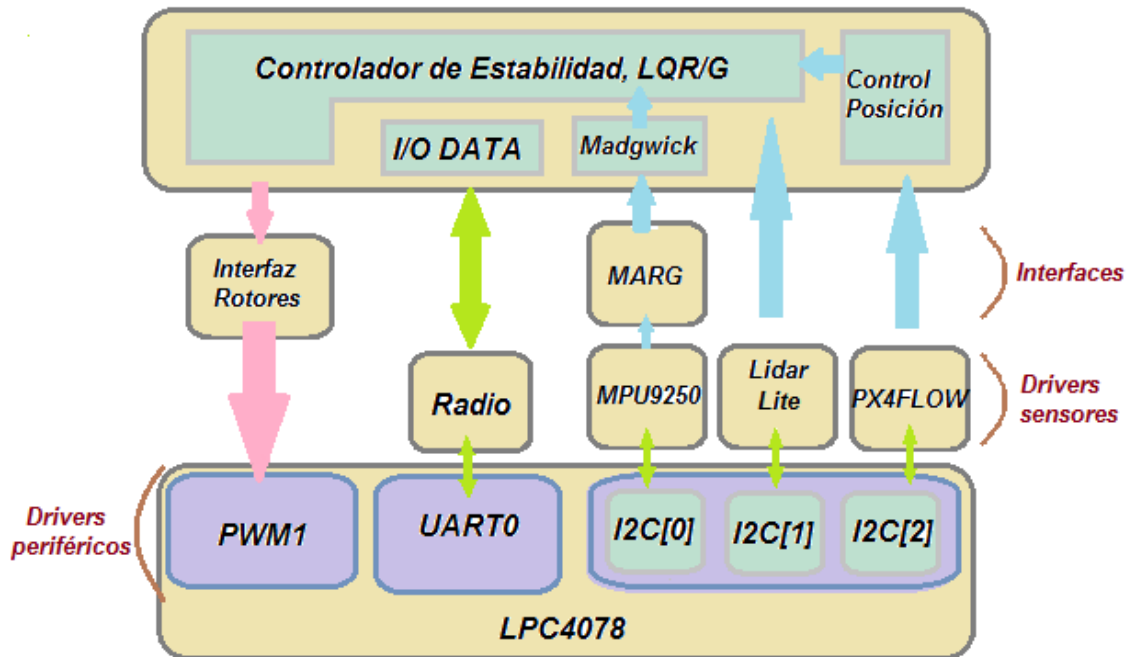 Controlador de Estabilidad, LQR/G
Control
Posición
I/O DATA
Madgwick
Interfaz
Rotores
MARG
Interfaces
Radio
MPU9250
Lidar
Lite
PX4FLOW
Drivers
sensores
Drivers
periféricos
PWM1
UART0
I2C[0]
I2C[1]
I2C[2]
LPC4078